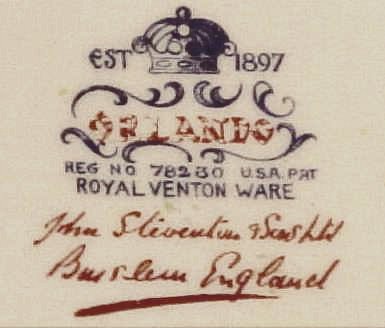 EST 1897
ORLANDO
REG NO 78230 U.S.A. PAT
ROYAL VENTON WARE
John Steventon & Sons Ltd
Burslem England